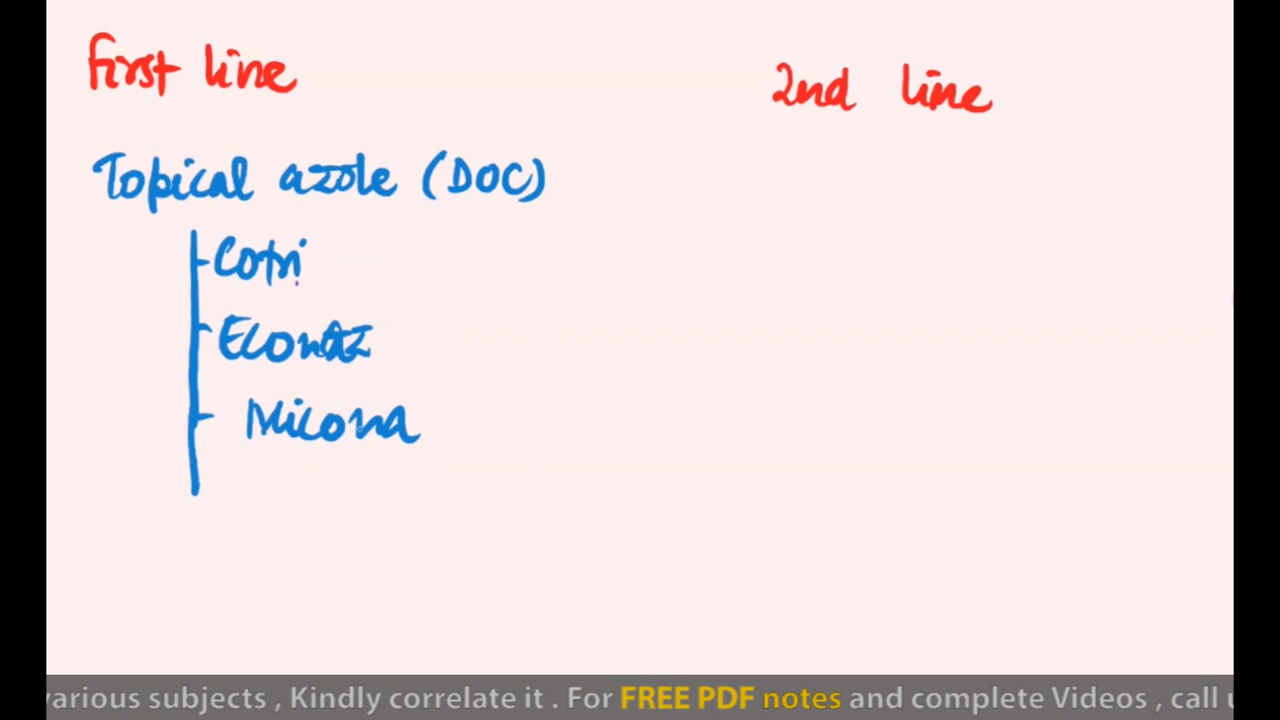 First line
2nd line
Topical azole (DOC)
Cotri
Econaz
Micona
various subjects , Kindly correlate it . For FREE PDF notes and complete Videos , call u